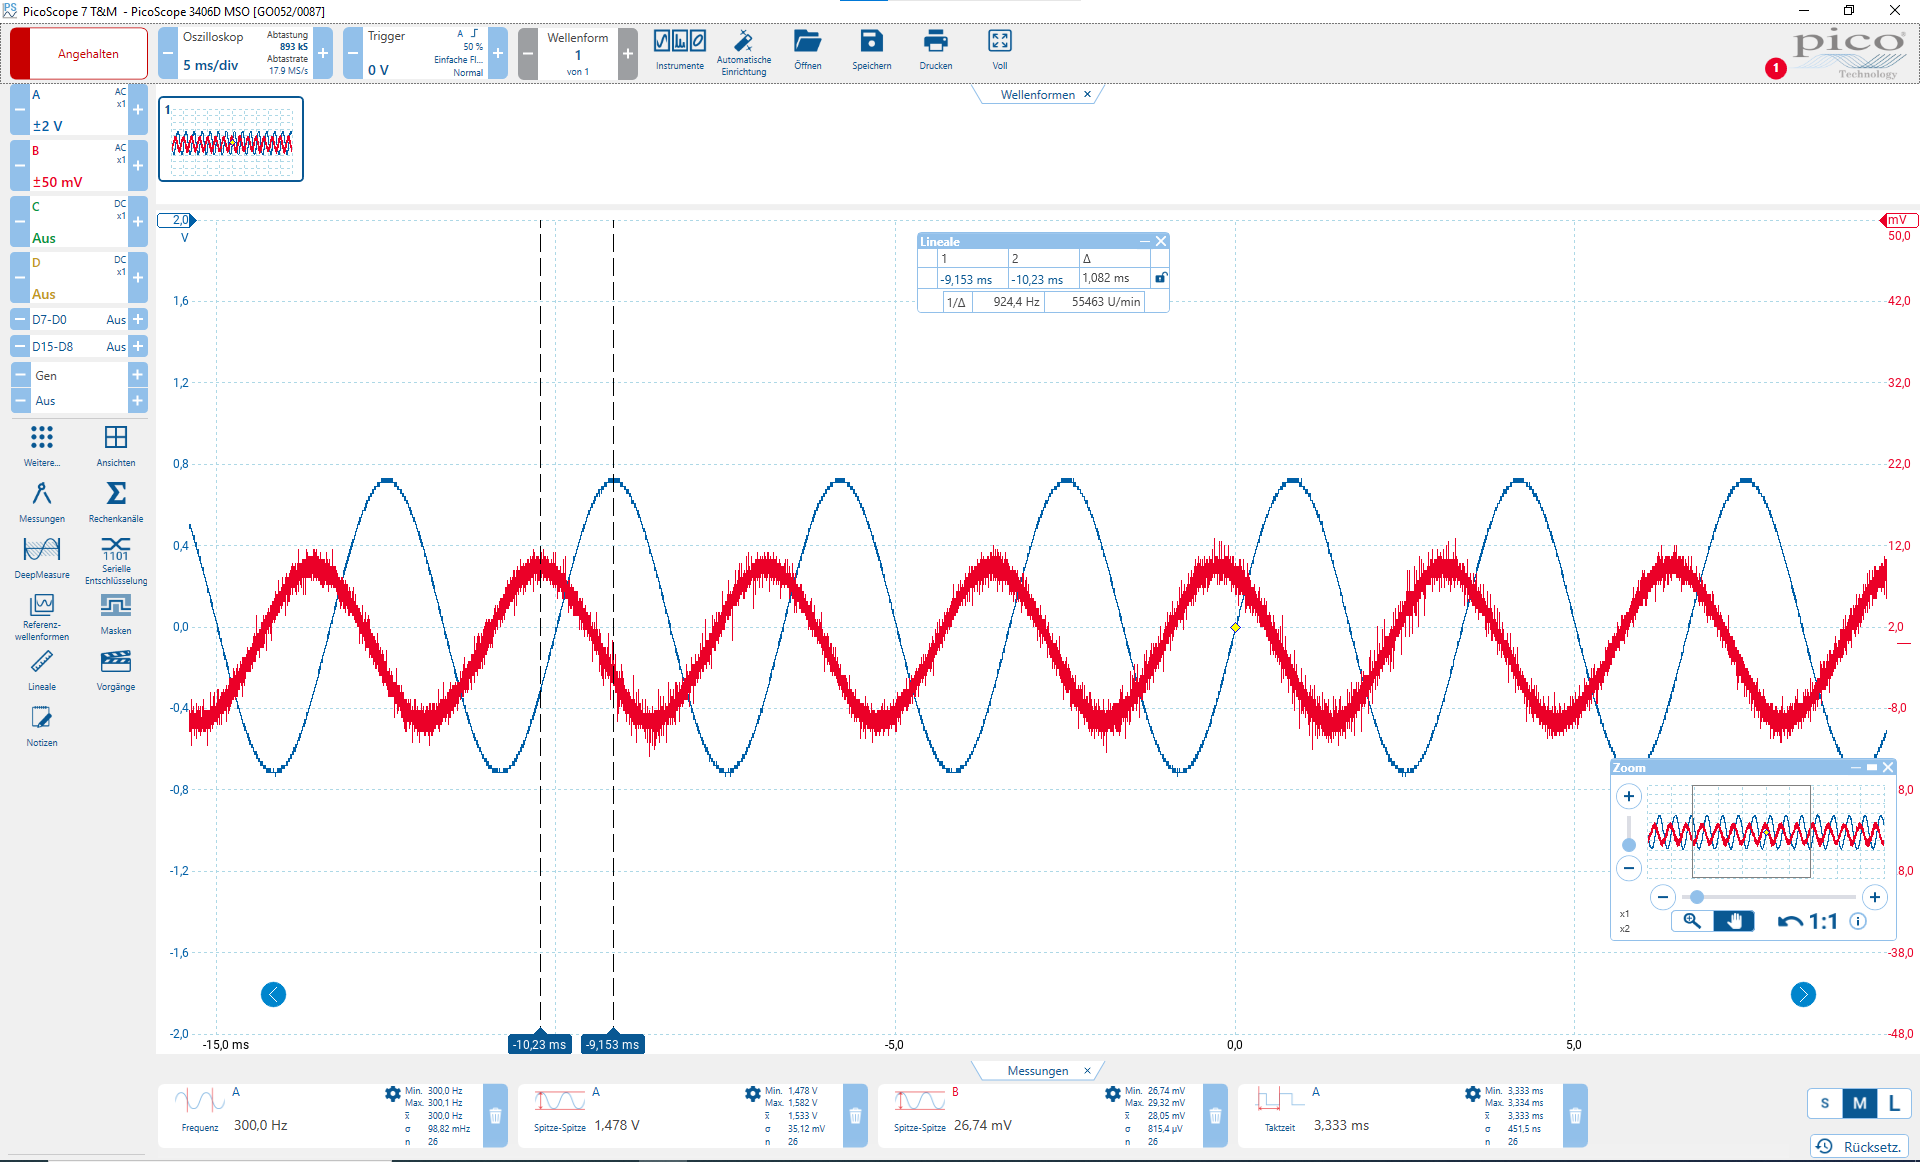 PicoScope 7 T&M  - PicoScope 3406D MSO [GO052/0087]
Angehalten
Oszilloskop
5 ms/div
Abtastung
893 kS
Abtastrate
17.9 MS/s
Trigger
0 V
A
50 %
Einfache Fl...
Normal
Wellenform
1
von 1
Instrumente
Automatische
Einrichtung
Öffnen
Speichern
Drucken
Voll
1
pico
Technology
A
AC
x1
±2 V
B
AC
x1
±50 mV
C
DC
x1
Aus
D
DC
x1
Aus
D7-D0 Aus
D15-D8 Aus
Gen
Aus
Weitere...
Ansichten
Messungen
Rechenkanäle
DeepMeasure
1101
Serielle
Entschlüsselung
Referenz-
wellenformen
Masken
Lineale
Vorgänge
Notizen
Wellenformen ×
1
2,0
V
1,6
1,2
0,8
0,4
0,0
-0,4
-0,8
-1,2
-1,6
-2,0
mV
50,0
42,0
32,0
22,0
12,0
2,0
-8,0
8,0
8,0
-38,0
-48,0
Lineale
1 2 Δ
-9,153 ms -10,23 ms 1,082 ms
1/Δ 924,4 Hz 55463 U/min
Zoom
x1
x2
1:1
-15,0 ms
-10,23 ms
-9,153 ms
-5,0
0,0
5,0
Messungen ×
A
Frequenz 300,0 Hz
Min. 300,0 Hz
Max. 300,1 Hz
x̄ 300,0 Hz
σ 98,82 mHz
n 26
A
Spitze-Spitze 1,478 V
Min. 1,478 V
Max. 1,582 V
x̄ 1,533 V
σ 35,12 mV
n 26
B
Spitze-Spitze 26,74 mV
Min. 26,74 mV
Max. 29,32 mV
x̄ 28,05 mV
σ 815,4 µV
n 26
A
Taktzeit 3,333 ms
Min. 3,333 ms
Max. 3,334 ms
x̄ 3,333 ms
σ 451,5 ns
n 26
S M L
Rücksetz.